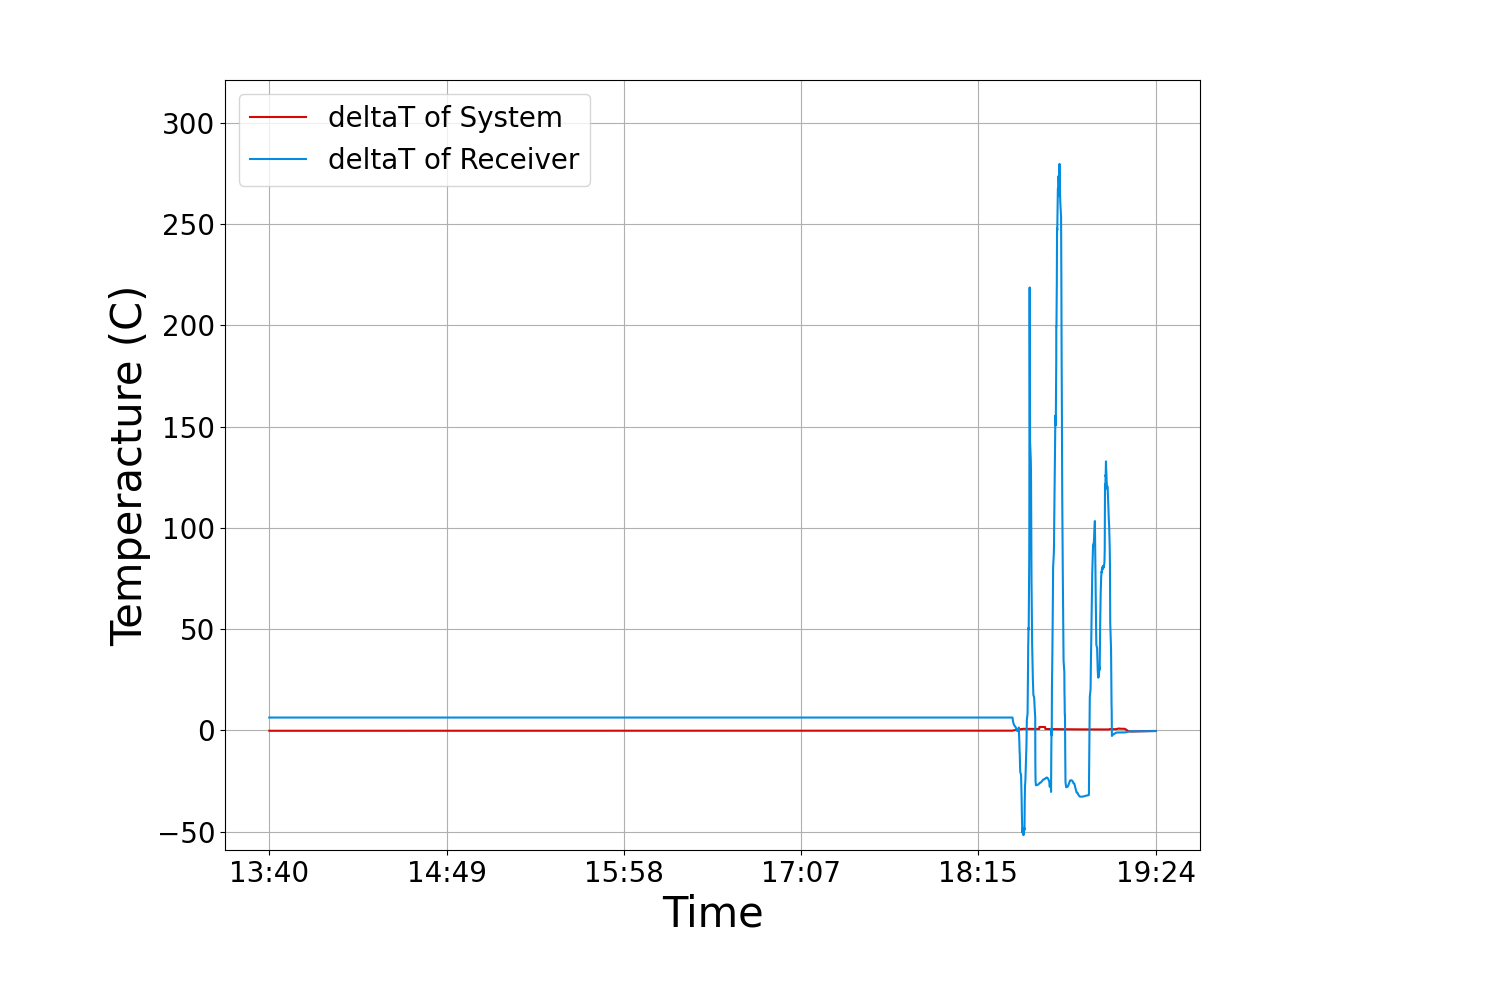 deltaT of System
deltaT of Receiver
300
250
200
150
100
50
0
−50
Temperacture (C)
13:40 14:49 15:58 17:07 18:15 19:24
Time